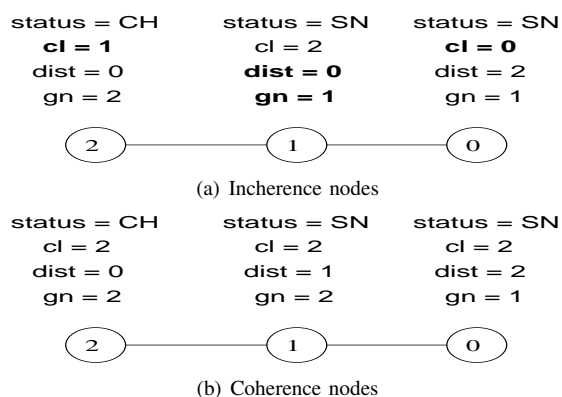 status = CH status = SN status = SN
cl = 1 cl = 2 cl = 0
dist = 0 dist = 0 dist = 2
gn = 2 gn = 1 gn = 1
2 1 0
(a) Incherence nodes
status = CH status = SN status = SN
cl = 2 cl = 2 cl = 2
dist = 0 dist = 1 dist = 2
gn = 2 gn = 2 gn = 1
2 1 0
(b) Coherence nodes